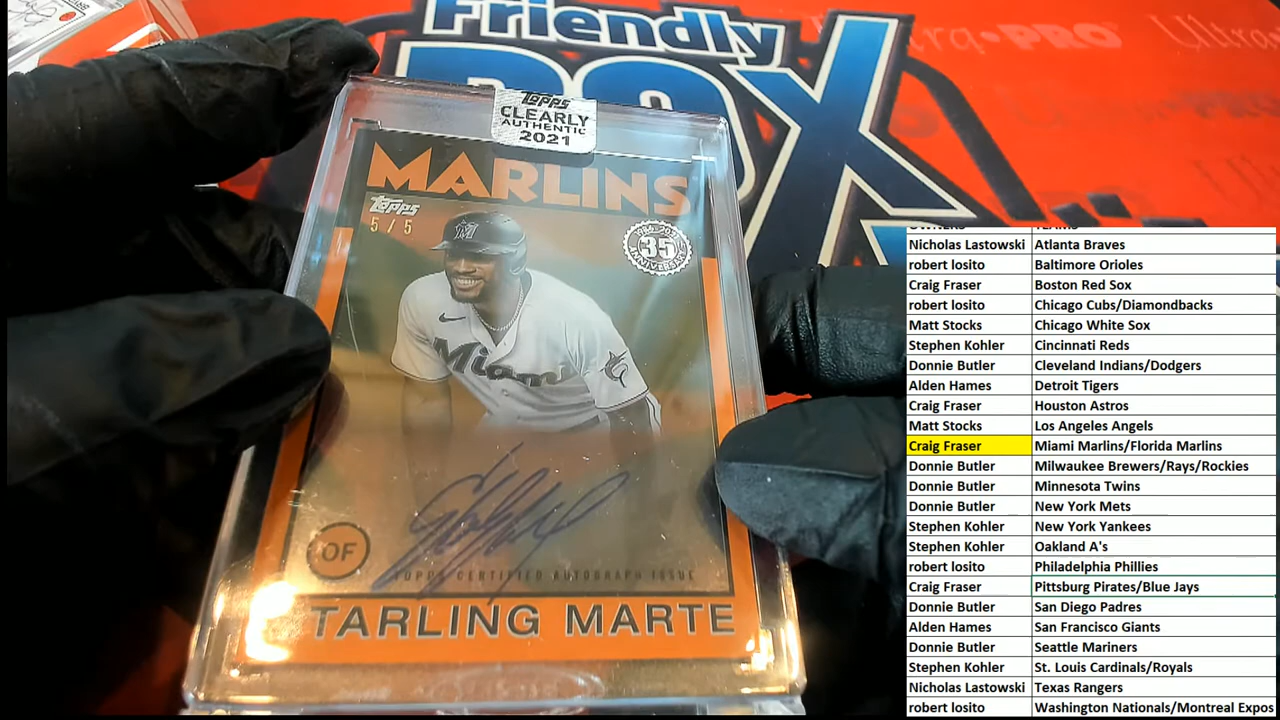 Friendly
BOX
ra-PRO Ultra
Topps
CLEARLY
AUTHENTIC
2021
MARLINS
Topps
5/5
35
ANNIVERSARY
M
Miami
OF
TOPPS CERTIFIED AUTOGRAPH ISSUE
TARLING MARTE
Nicholas Lastowski Atlanta Braves
robert losito Baltimore Orioles
Craig Fraser Boston Red Sox
robert losito Chicago Cubs/Diamondbacks
Matt Stocks Chicago White Sox
Stephen Kohler Cincinnati Reds
Donnie Butler Cleveland Indians/Dodgers
Alden Hames Detroit Tigers
Craig Fraser Houston Astros
Matt Stocks Los Angeles Angels
Craig Fraser Miami Marlins/Florida Marlins
Donnie Butler Milwaukee Brewers/Rays/Rockies
Donnie Butler Minnesota Twins
Donnie Butler New York Mets
Stephen Kohler New York Yankees
Stephen Kohler Oakland A's
robert losito Philadelphia Phillies
Craig Fraser Pittsburg Pirates/Blue Jays
Donnie Butler San Diego Padres
Alden Hames San Francisco Giants
Donnie Butler Seattle Mariners
Stephen Kohler St. Louis Cardinals/Royals
Nicholas Lastowski Texas Rangers
robert losito Washington Nationals/Montreal Expos